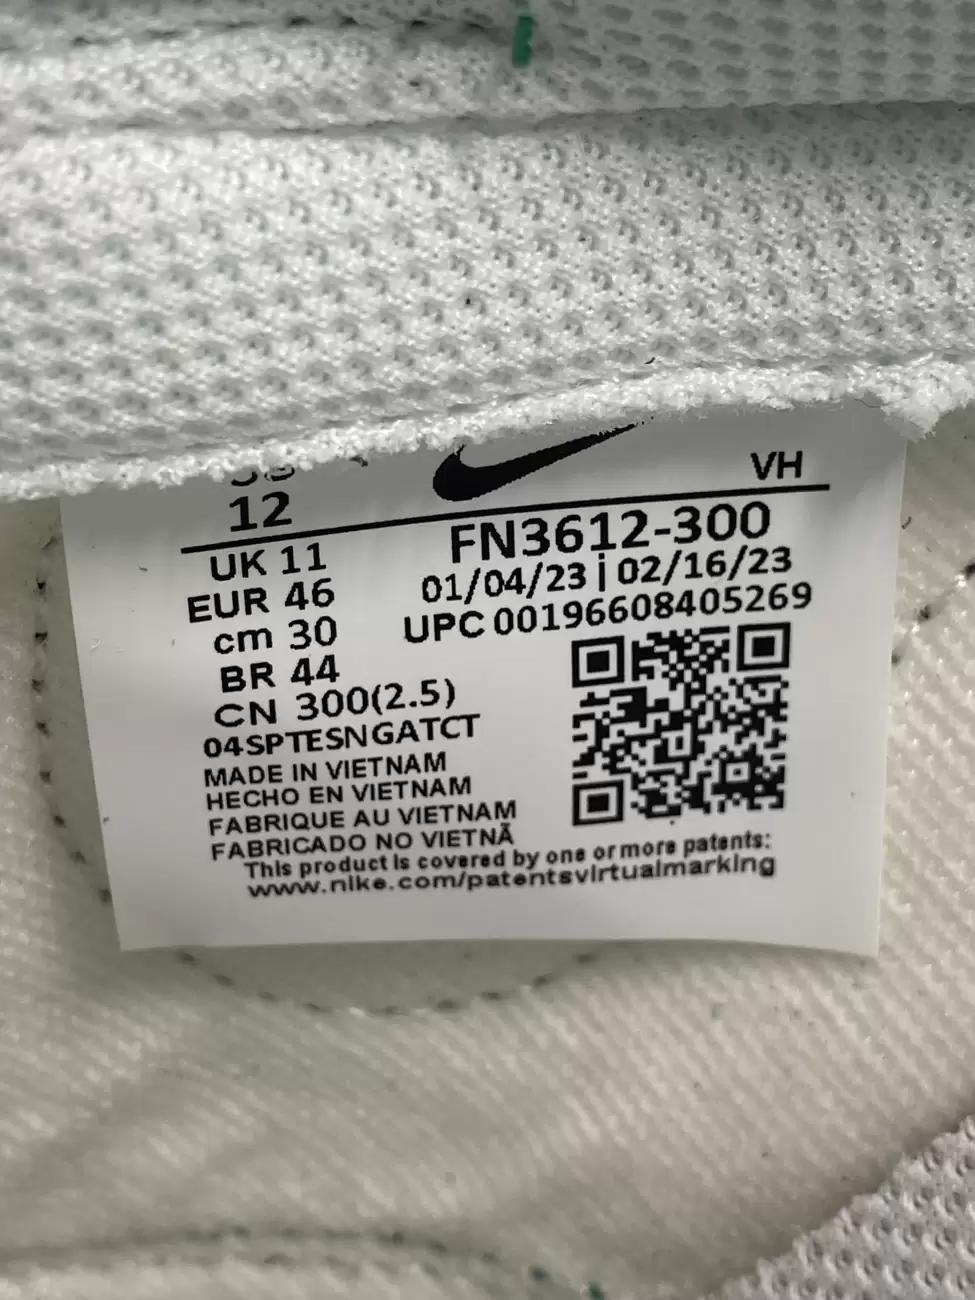 VH
12
UK 11
EUR 46
cm 30
BR 44
CN 300(2.5)
FN3612-300
01/04/23 | 02/16/23
UPC 00196608405269
04SPTESNGATCT
MADE IN VIETNAM
HECHO EN VIETNAM
FABRIQUE AU VIETNAM
FABRICADO NO VIETNÃ
This product is covered by one or more patents:
www.nike.com/patentsvirtualmarking